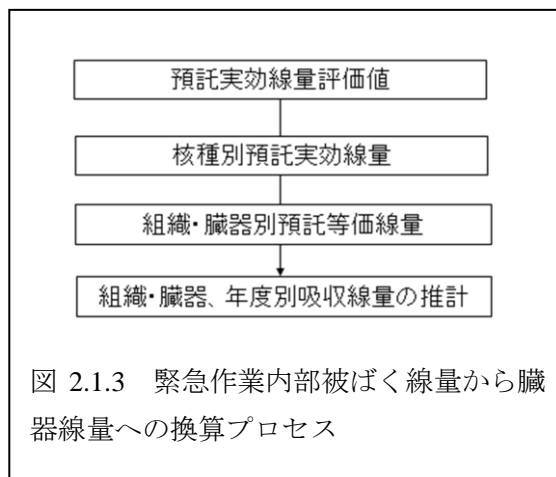 預託実効線量評価値
核種別預託実効線量
組織・臓器別預託等価線量
組織・臓器、年度別吸収線量の推計
図 2.1.3 緊急作業内部被ばく線量から臓
器線量への換算プロセス